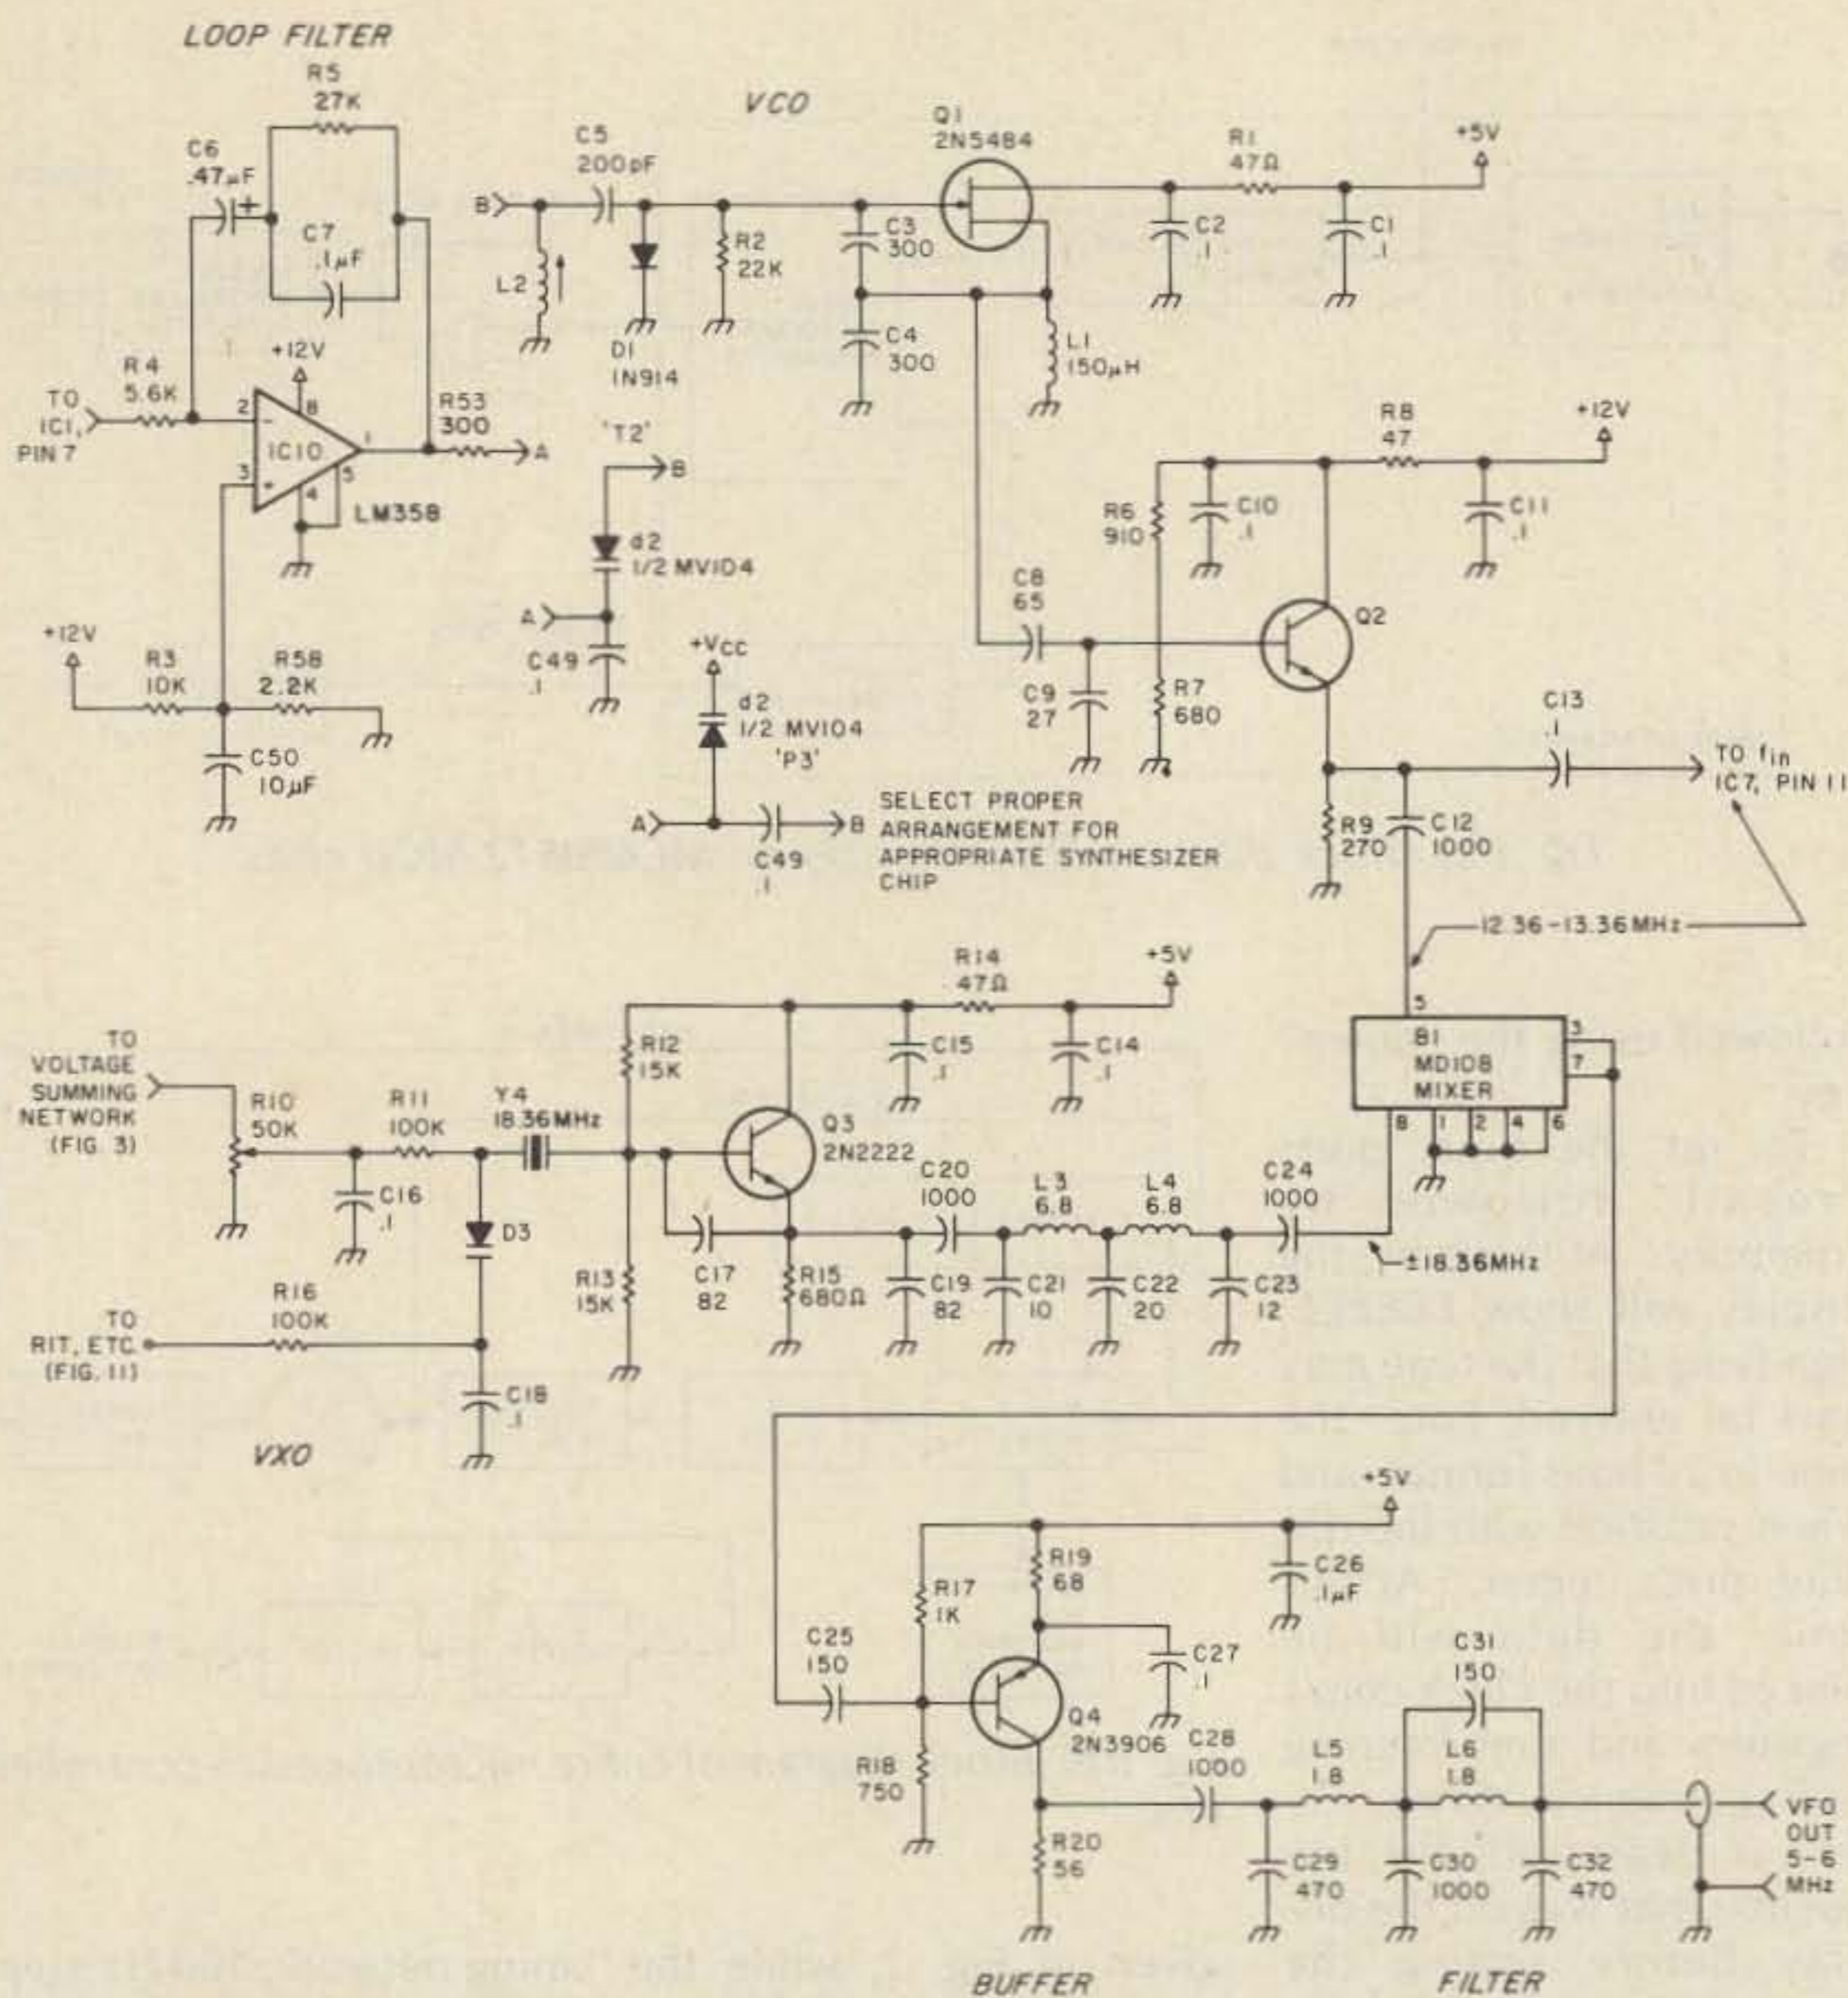 LOOP FILTER
R5
27K
C6
.47µF
+
C7
.1µF
R4
5.6K
TO
IC1,
PIN 7
+12V
8
2
-
IC10
1
3
+
4
5
LM358
R53
300
A
+12V
R3
10K
R58
2.2K
C50
10µF
VCO
B
L2
C5
200pF
D1
1N914
R2
22K
C3
300
C4
300
Q1
2N5484
L1
150µH
R1
47Ω
C2
.1
C1
.1
+5V
'T2'
B
d2
1/2 MV104
A
C49
.1
+VCC
d2
1/2 MV104
'P3'
A
C49
.1
B
SELECT PROPER
ARRANGEMENT FOR
APPROPRIATE SYNTHESIZER
CHIP
R8
47
+12V
R6
910
C10
.1
C11
.1
C8
65
C9
27
R7
680
Q2
C13
.1
TO fin
IC7, PIN 11
R9
270
C12
1000
12.36-13.36MHz
5
B1
MD108
MIXER
3
7
8
1
2
4
6
TO
VOLTAGE
SUMMING
NETWORK
(FIG. 3)
R10
50K
R11
100K
C16
.1
Y4
18.36MHz
D3
R16
100K
TO
RIT, ETC.
(FIG. 11)
C18
.1
VXO
R12
15K
R13
15K
Q3
2N2222
R14
47Ω
+5V
C15
.1
C14
.1
C17
82
R15
680Ω
C20
1000
C19
82
C21
10
L3
6.8
L4
6.8
C22
20
C23
12
C24
1000
±18.36MHz
C25
150
R17
1K
R18
750
R19
68
+5V
C26
.1µF
C27
.1
Q4
2N3906
R20
56
C28
1000
C29
470
L5
1.8
L6
1.8
C31
150
C30
1000
C32
470
VFO
OUT
5-6
MHz
BUFFER
FILTER